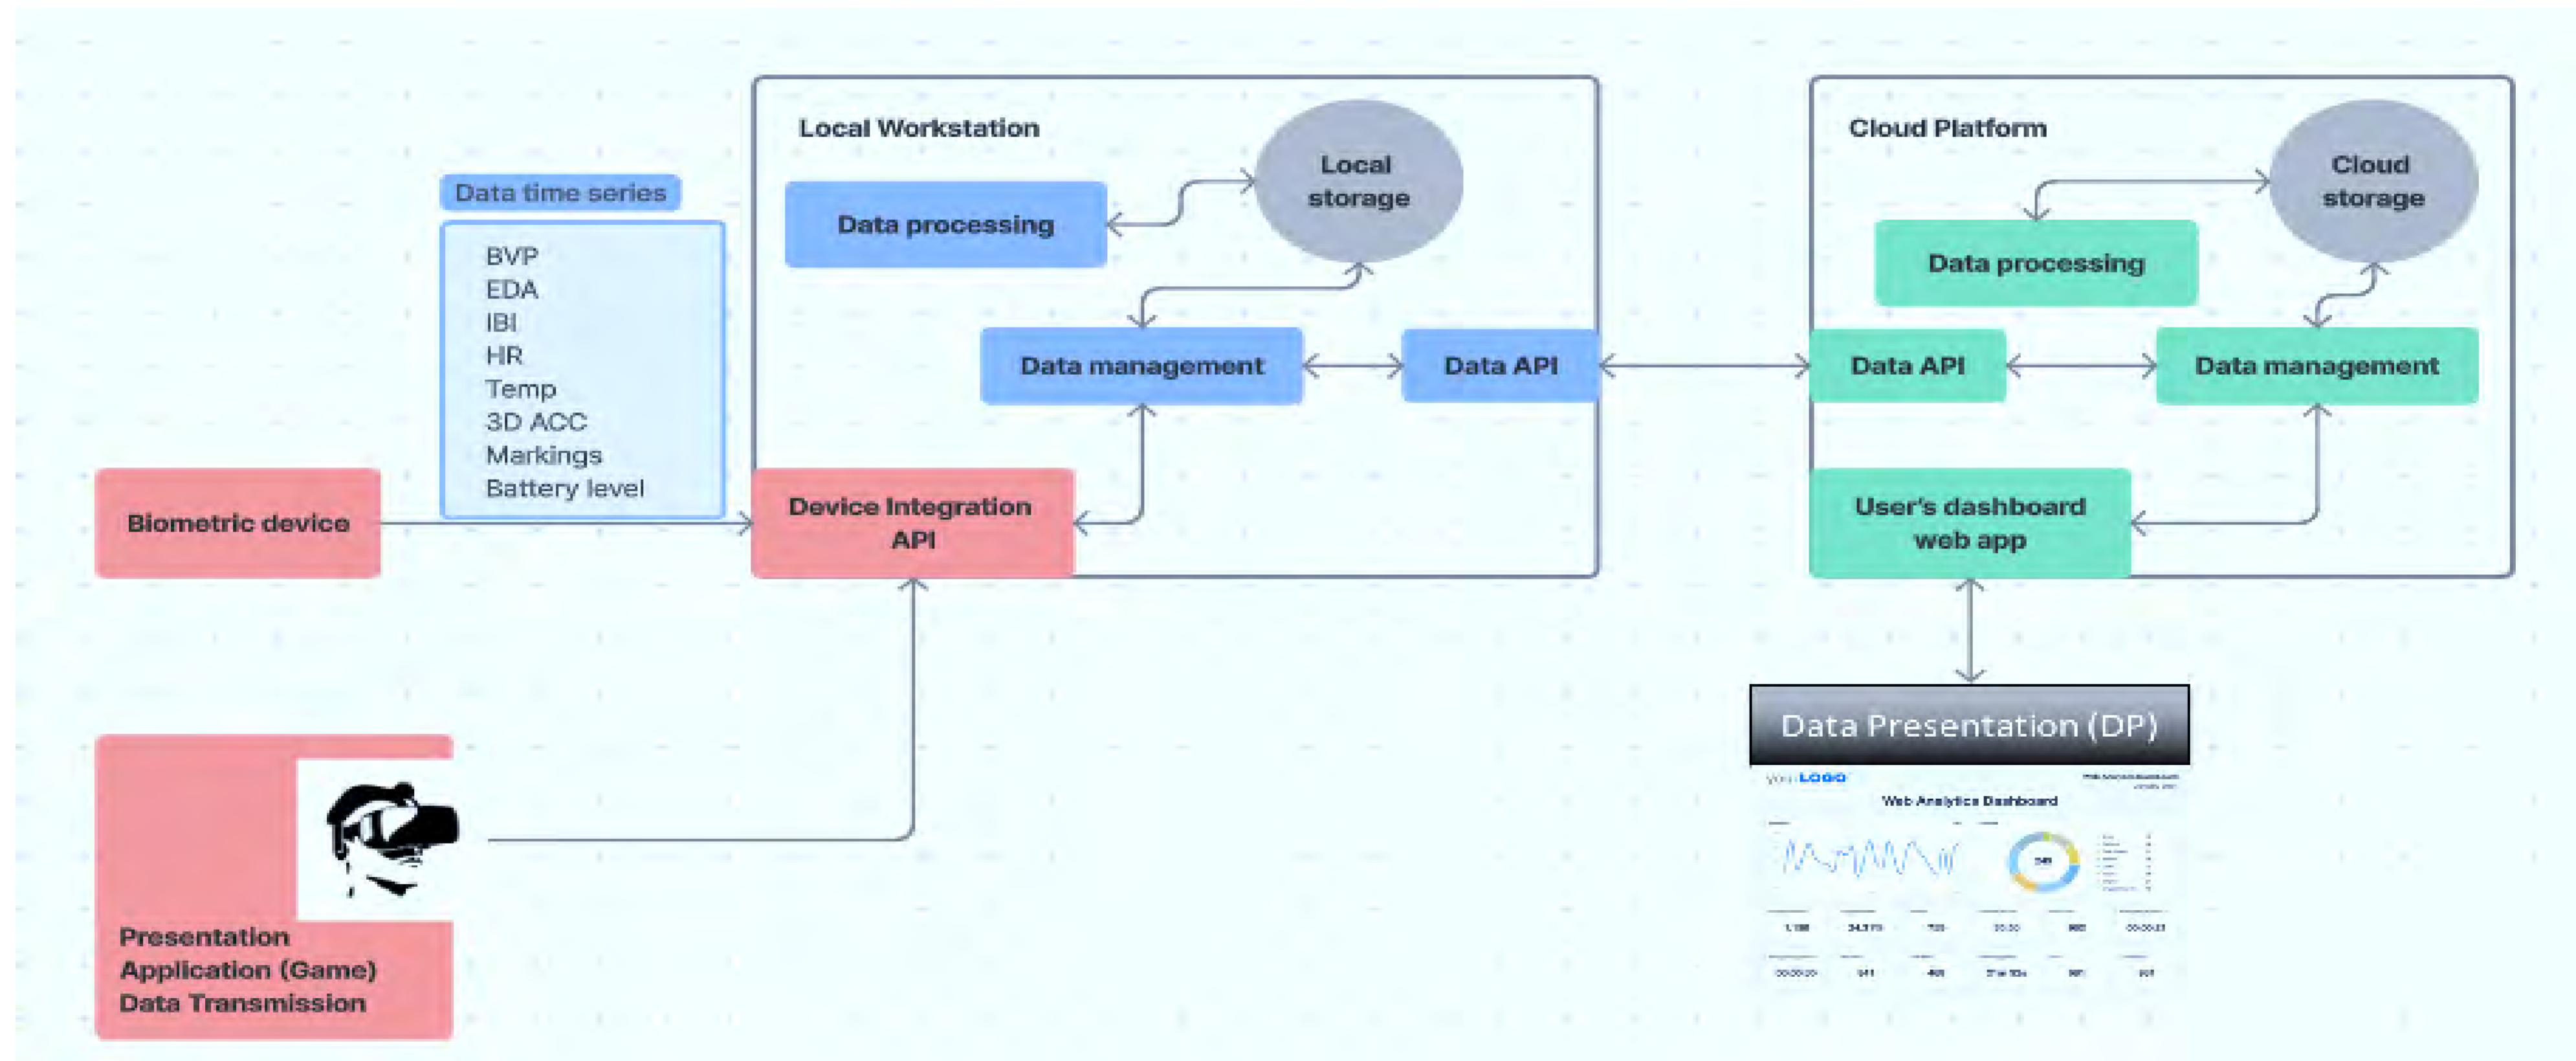 Local Workstation
Cloud Platform
Local
storage
Cloud
storage
Data time series
Data processing
Data processing
BVP
EDA
IBI
HR
Temp
3D ACC
Markings
Battery level
Data management
Data API
Data API
Data management
Biometric device
Device Integration
API
User's dashboard
web app
Data Presentation (DP)
your LOGO
Web Analytics Dashboard
Presentation
Application (Game)
Data Transmission